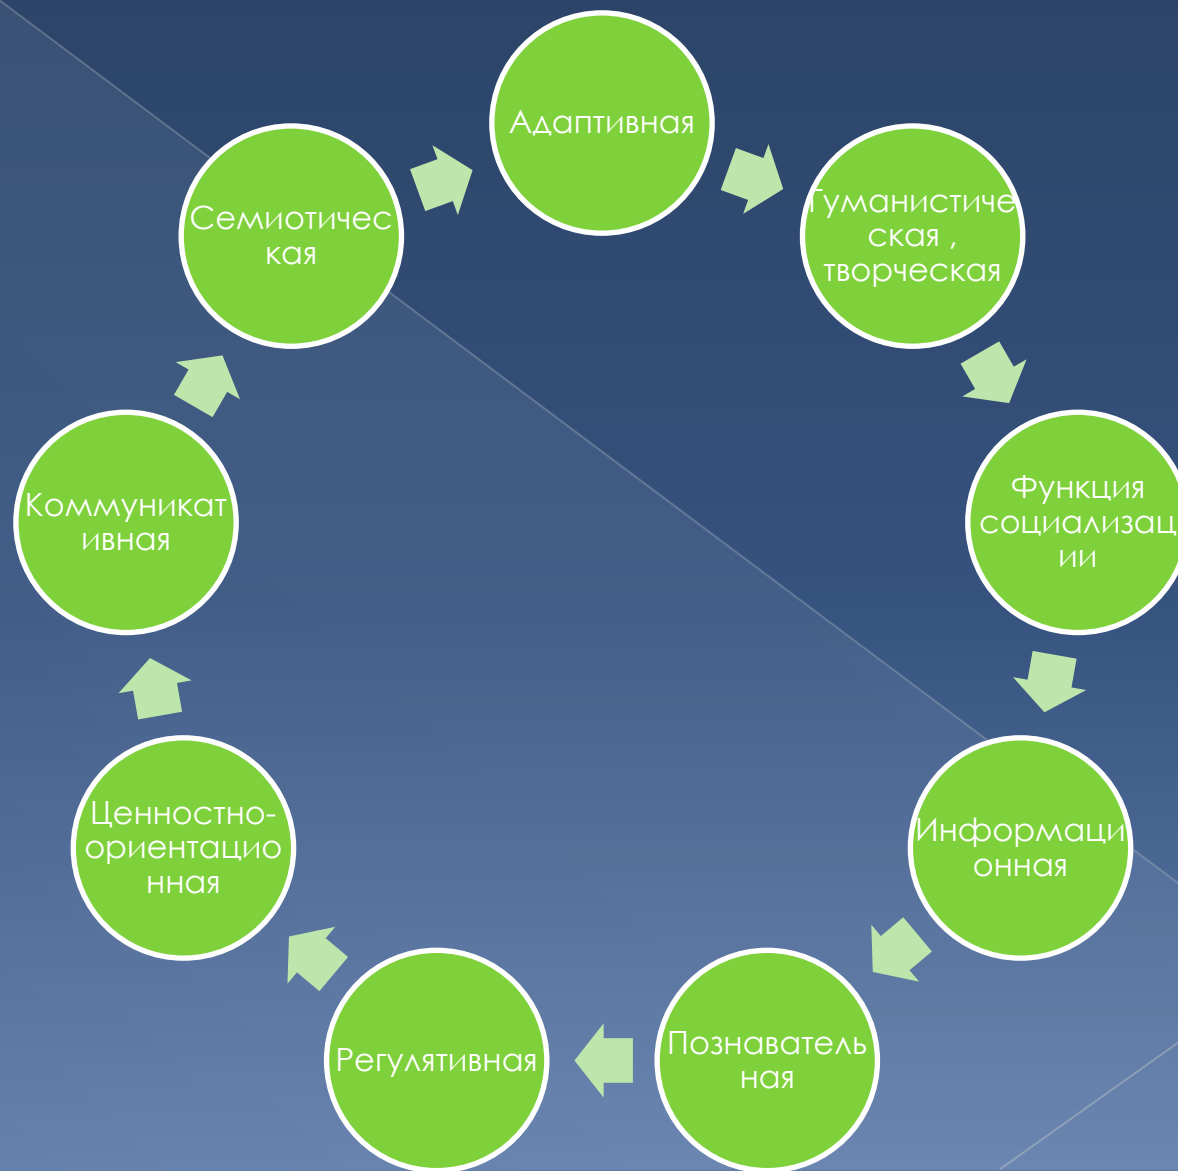 Адаптивная
Гуманистиче
ская ,
творческая
Функция
социализац
ии
Информаци
онная
Познаватель
ная
Регулятивная
Ценностно-
ориентацио
нная
Коммуникат
ивная
Семиотичес
кая